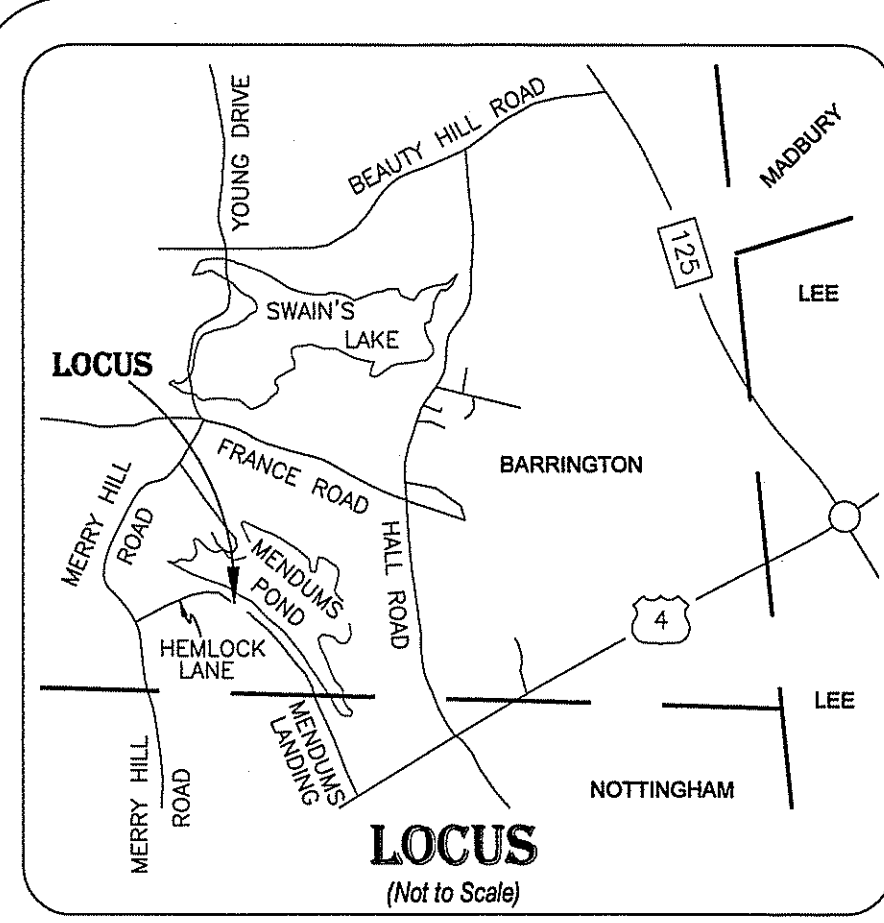 YOUNG DRIVE
BEAUTY HILL ROAD
MADBURY
125
LEE
SWAIN'S
LAKE
LOCUS
FRANCE ROAD
BARRINGTON
MERRY HILL
ROAD
MENDUMS
POND
HALL ROAD
4
HEMLOCK
LANE
LEE
MENDUMS
LANDING
MERRY HILL
ROAD
NOTTINGHAM
LOCUS
(Not to Scale)